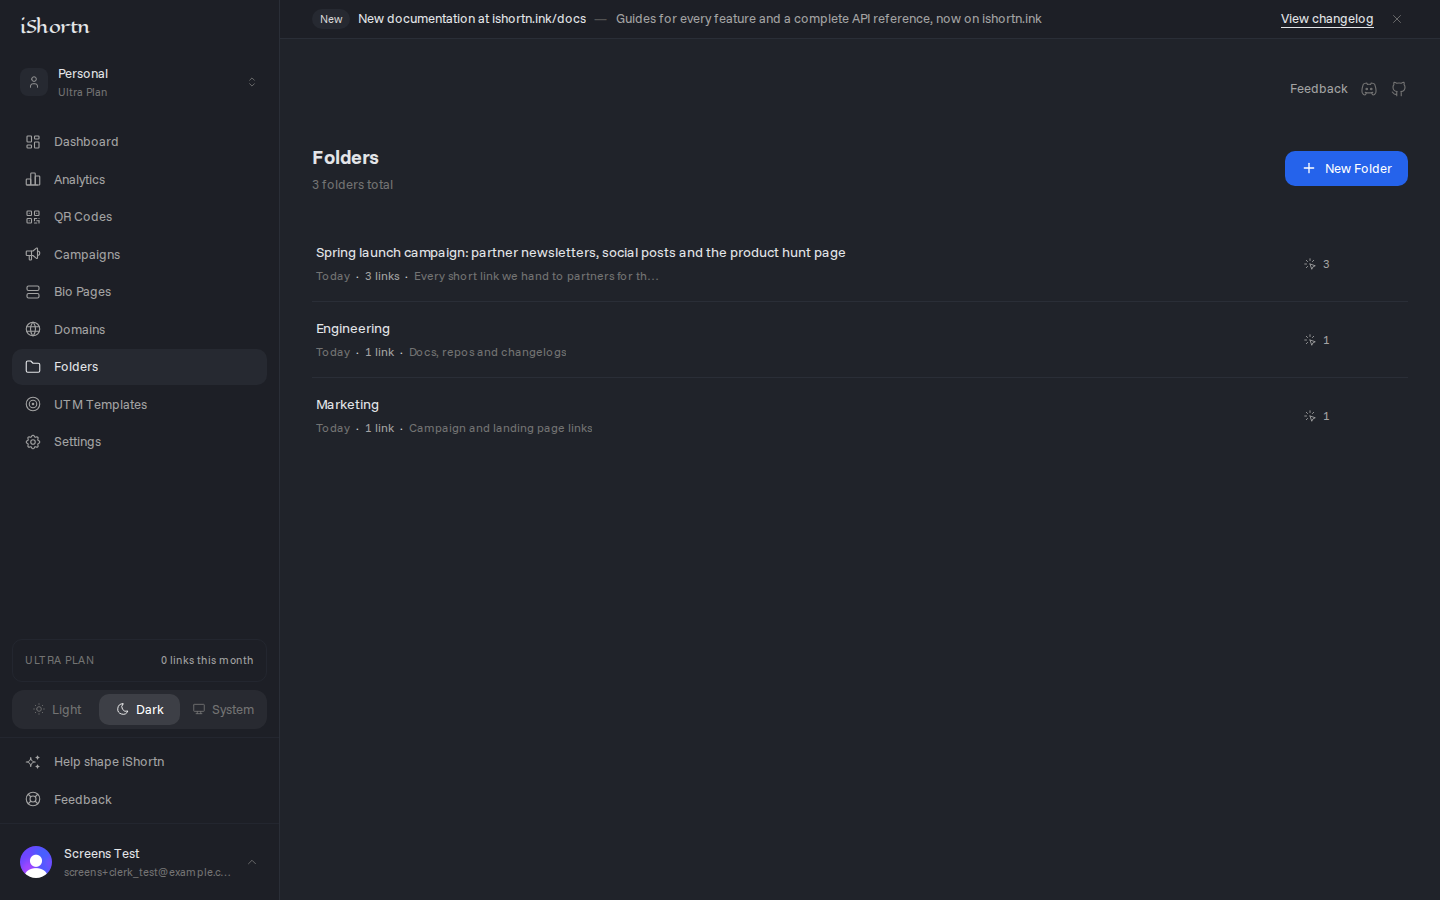 iShortn
Personal
Ultra Plan
Dashboard
Analytics
QR Codes
Campaigns
Bio Pages
Domains
Folders
UTM Templates
Settings
ULTRA PLAN 0 links this month
Light Dark System
Help shape iShortn
Feedback
Screens Test
screens+clerk_test@example.c...
New New documentation at ishortn.ink/docs — Guides for every feature and a complete API reference, now on ishortn.ink View changelog
Feedback
Folders
3 folders total
New Folder
Spring launch campaign: partner newsletters, social posts and the product hunt page
Today · 3 links · Every short link we hand to partners for th...
3
Engineering
Today · 1 link · Docs, repos and changelogs
1
Marketing
Today · 1 link · Campaign and landing page links
1